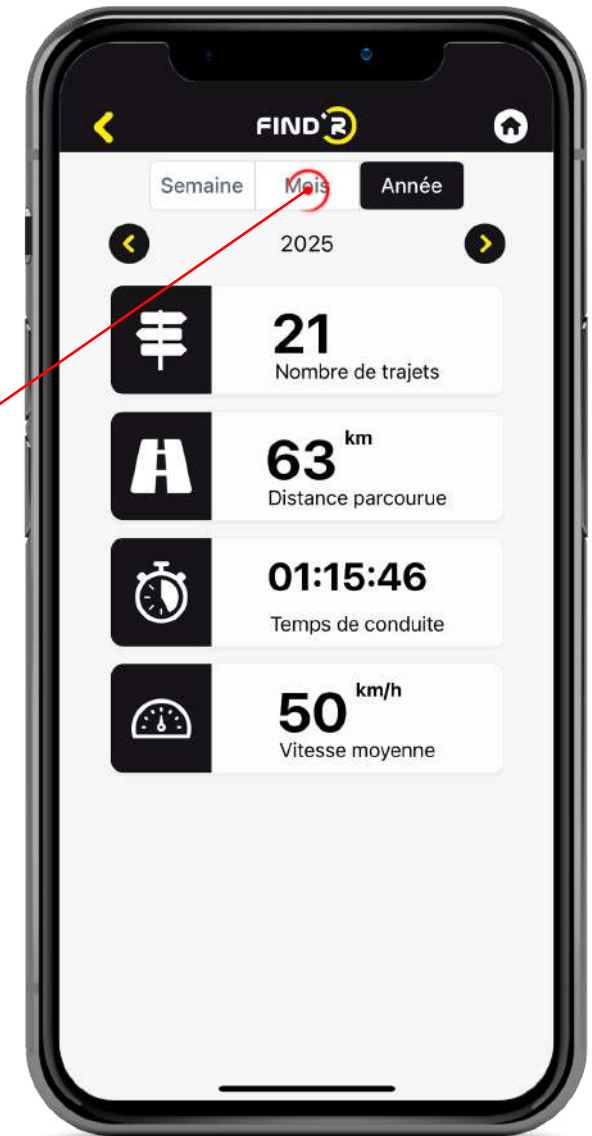 FIND'R
Semaine Mois Année
2025
21
Nombre de trajets
63 km
Distance parcourue
01:15:46
Temps de conduite
50 km/h
Vitesse moyenne